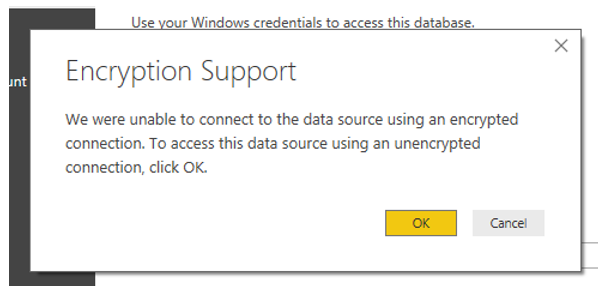 Use your Windows credentials to access this database.
Encryption Support
unt
We were unable to connect to the data source using an encrypted
connection. To access this data source using an unencrypted
connection, click OK.
OK Cancel